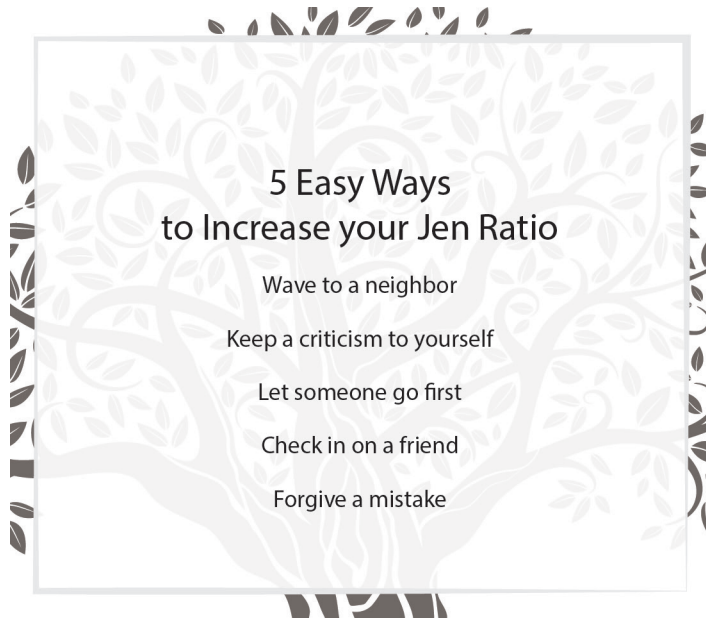 5 Easy Ways
to Increase your Jen Ratio
Wave to a neighbor
Keep a criticism to yourself
Let someone go first
Check in on a friend
Forgive a mistake